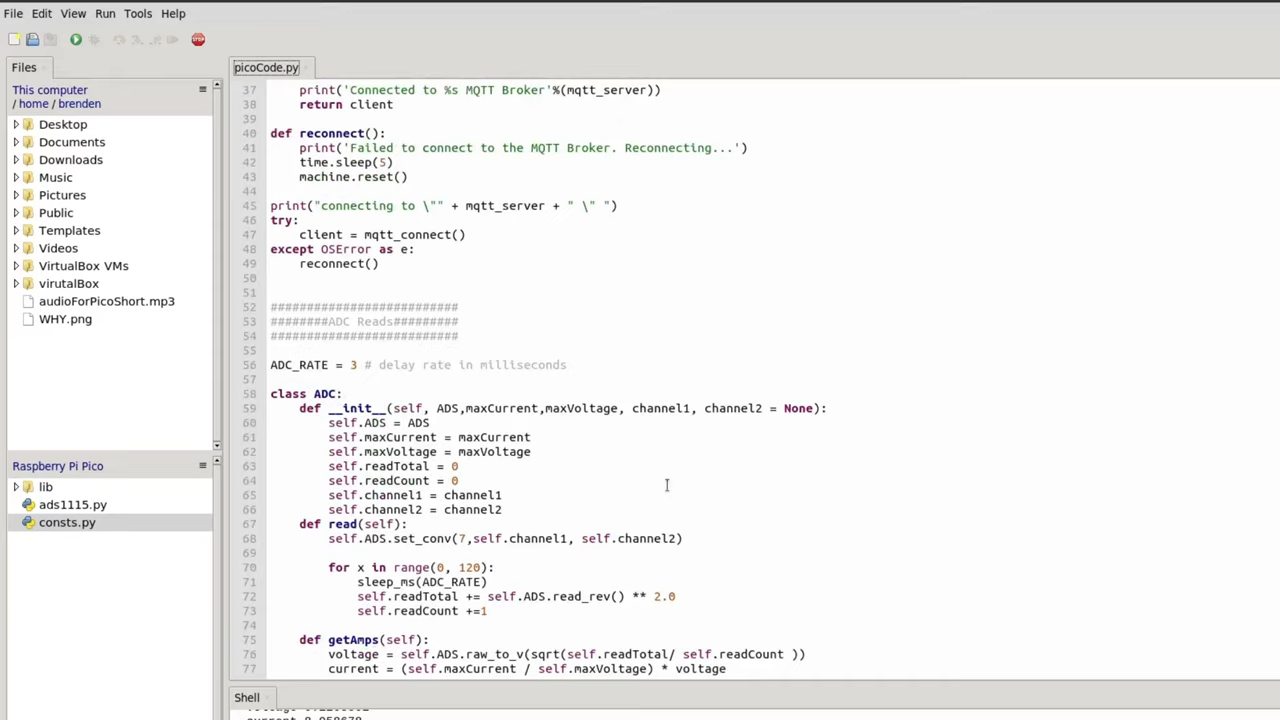 File Edit View Run Tools Help
STOP
Files
This computer
/ home / brenden
Desktop
Documents
Downloads
Music
Pictures
Public
Templates
Videos
VirtualBox VMs
virutalBox
audioForPicoShort.mp3
WHY.png
Raspberry Pi Pico
lib
ads1115.py
consts.py
picoCode.py
37 print('Connected to %s MQTT Broker'%(mqtt_server))
38 return client
39
40 def reconnect():
41 print('Failed to connect to the MQTT Broker. Reconnecting...')
42 time.sleep(5)
43 machine.reset()
44
45 print("connecting to \"" + mqtt_server + " \" ")
46 try:
47 client = mqtt_connect()
48 except OSError as e:
49 reconnect()
50
51
52 ##########################
53 ########ADC Reads#########
54 ##########################
55
56 ADC_RATE = 3 # delay rate in milliseconds
57
58 class ADC:
59 def __init__(self, ADS,maxCurrent,maxVoltage, channel1, channel2 = None):
60 self.ADS = ADS
61 self.maxCurrent = maxCurrent
62 self.maxVoltage = maxVoltage
63 self.readTotal = 0
64 self.readCount = 0
65 self.channel1 = channel1
66 self.channel2 = channel2
67 def read(self):
68 self.ADS.set_conv(7,self.channel1, self.channel2)
69
70 for x in range(0, 120):
71 sleep_ms(ADC_RATE)
72 self.readTotal += self.ADS.read_rev() ** 2.0
73 self.readCount +=1
74
75 def getAmps(self):
76 voltage = self.ADS.raw_to_v(sqrt(self.readTotal/ self.readCount ))
77 current = (self.maxCurrent / self.maxVoltage) * voltage
Shell